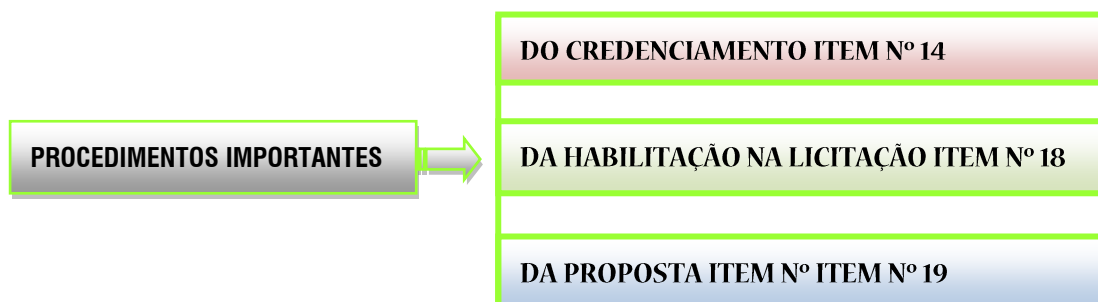 PROCEDIMENTOS IMPORTANTES
DO CREDENCIAMENTO ITEM Nº 14
DA HABILITAÇÃO NA LICITAÇÃO ITEM Nº 18
DA PROPOSTA ITEM Nº ITEM Nº 19